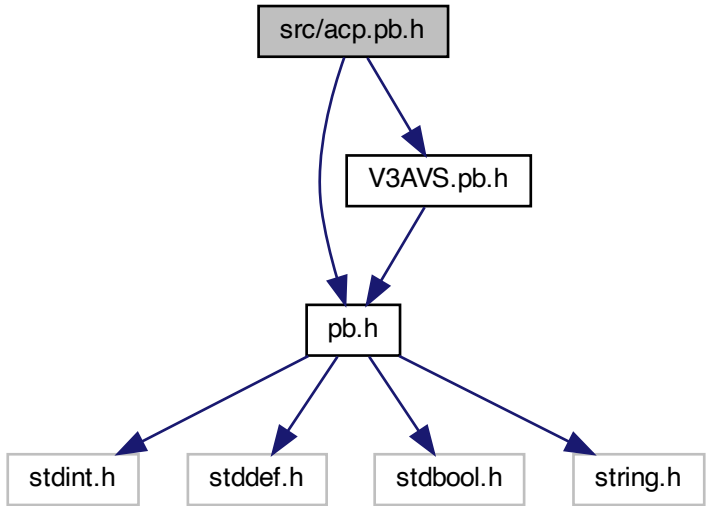 src/acp.pb.h
V3AVS.pb.h
pb.h
stdint.h
stddef.h
stdbool.h
string.h